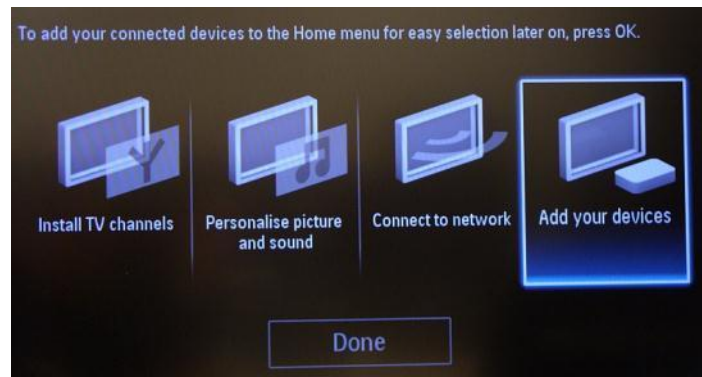 To add your connected devices to the Home menu for easy selection later on, press OK.
Install TV channels
Personalise picture
and sound
Connect to network
Add your devices
Done